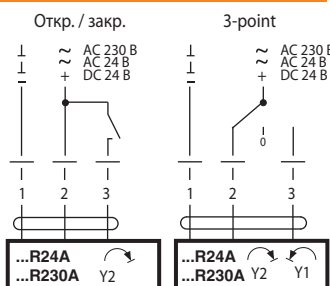 Откр. / закр.
3-point
⊥ ~ AC 230 В
⊥ ~ AC 24 В
− + DC 24 В
⊥ ~ AC 230 В
⊥ ~ AC 24 В
− + DC 24 В
0
1 2 3
1 2 3
...R24A
...R230A Y2
...R24A
...R230A Y2 Y1